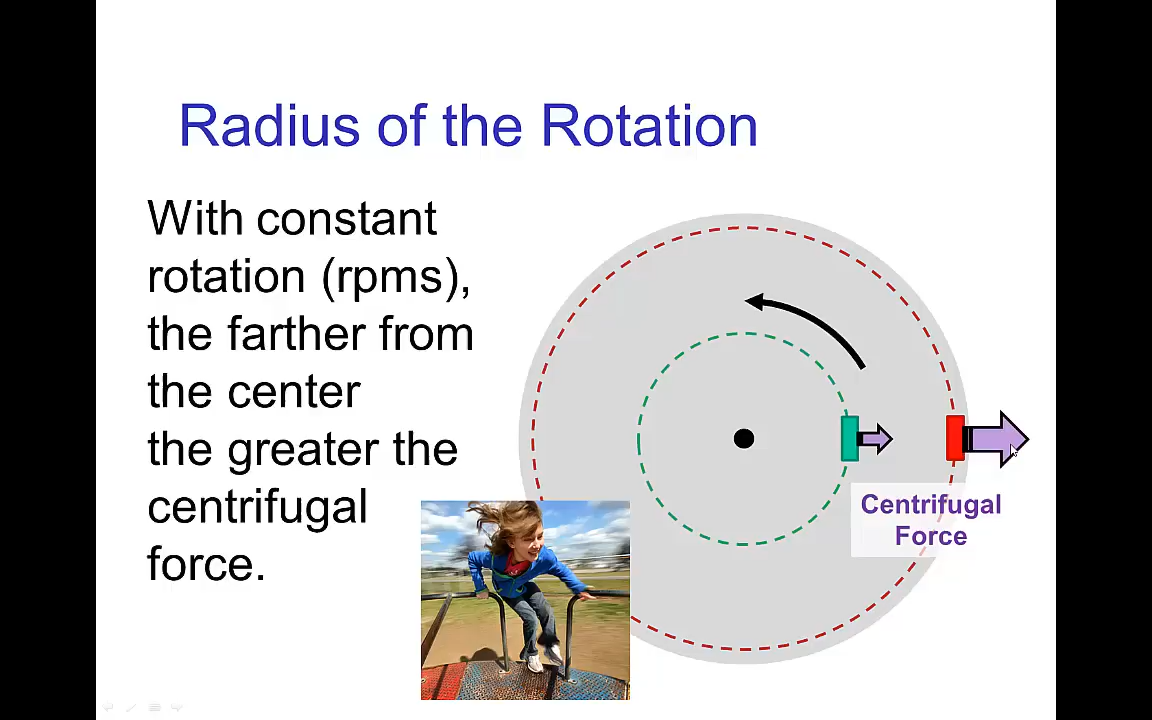 Radius of the Rotation
With constant
rotation (rpms),
the farther from
the center
the greater the
centrifugal
force.
Centrifugal
Force